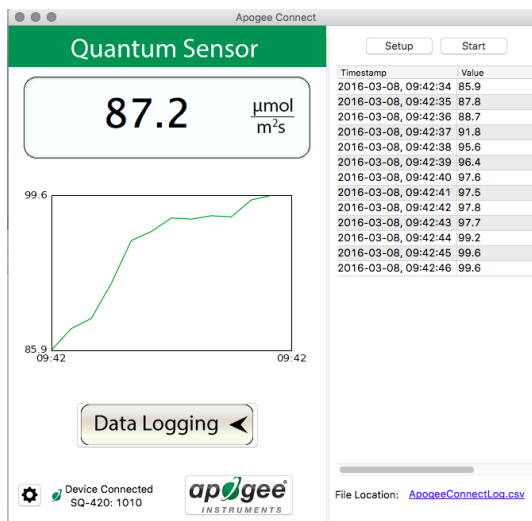 Apogee Connect
Quantum Sensor
87.2 µmol
m²s
99.6
85.9
09:42 09:42
Data Logging
Device Connected
SQ-420: 1010
apogee
INSTRUMENTS
Setup Start
Timestamp Value
2016-03-08, 09:42:34 85.9
2016-03-08, 09:42:35 87.8
2016-03-08, 09:42:36 88.7
2016-03-08, 09:42:37 91.8
2016-03-08, 09:42:38 95.6
2016-03-08, 09:42:39 96.4
2016-03-08, 09:42:40 97.6
2016-03-08, 09:42:41 97.5
2016-03-08, 09:42:42 97.8
2016-03-08, 09:42:43 97.7
2016-03-08, 09:42:44 99.2
2016-03-08, 09:42:45 99.6
2016-03-08, 09:42:46 99.6
File Location: ApogeeConnectLog.csv